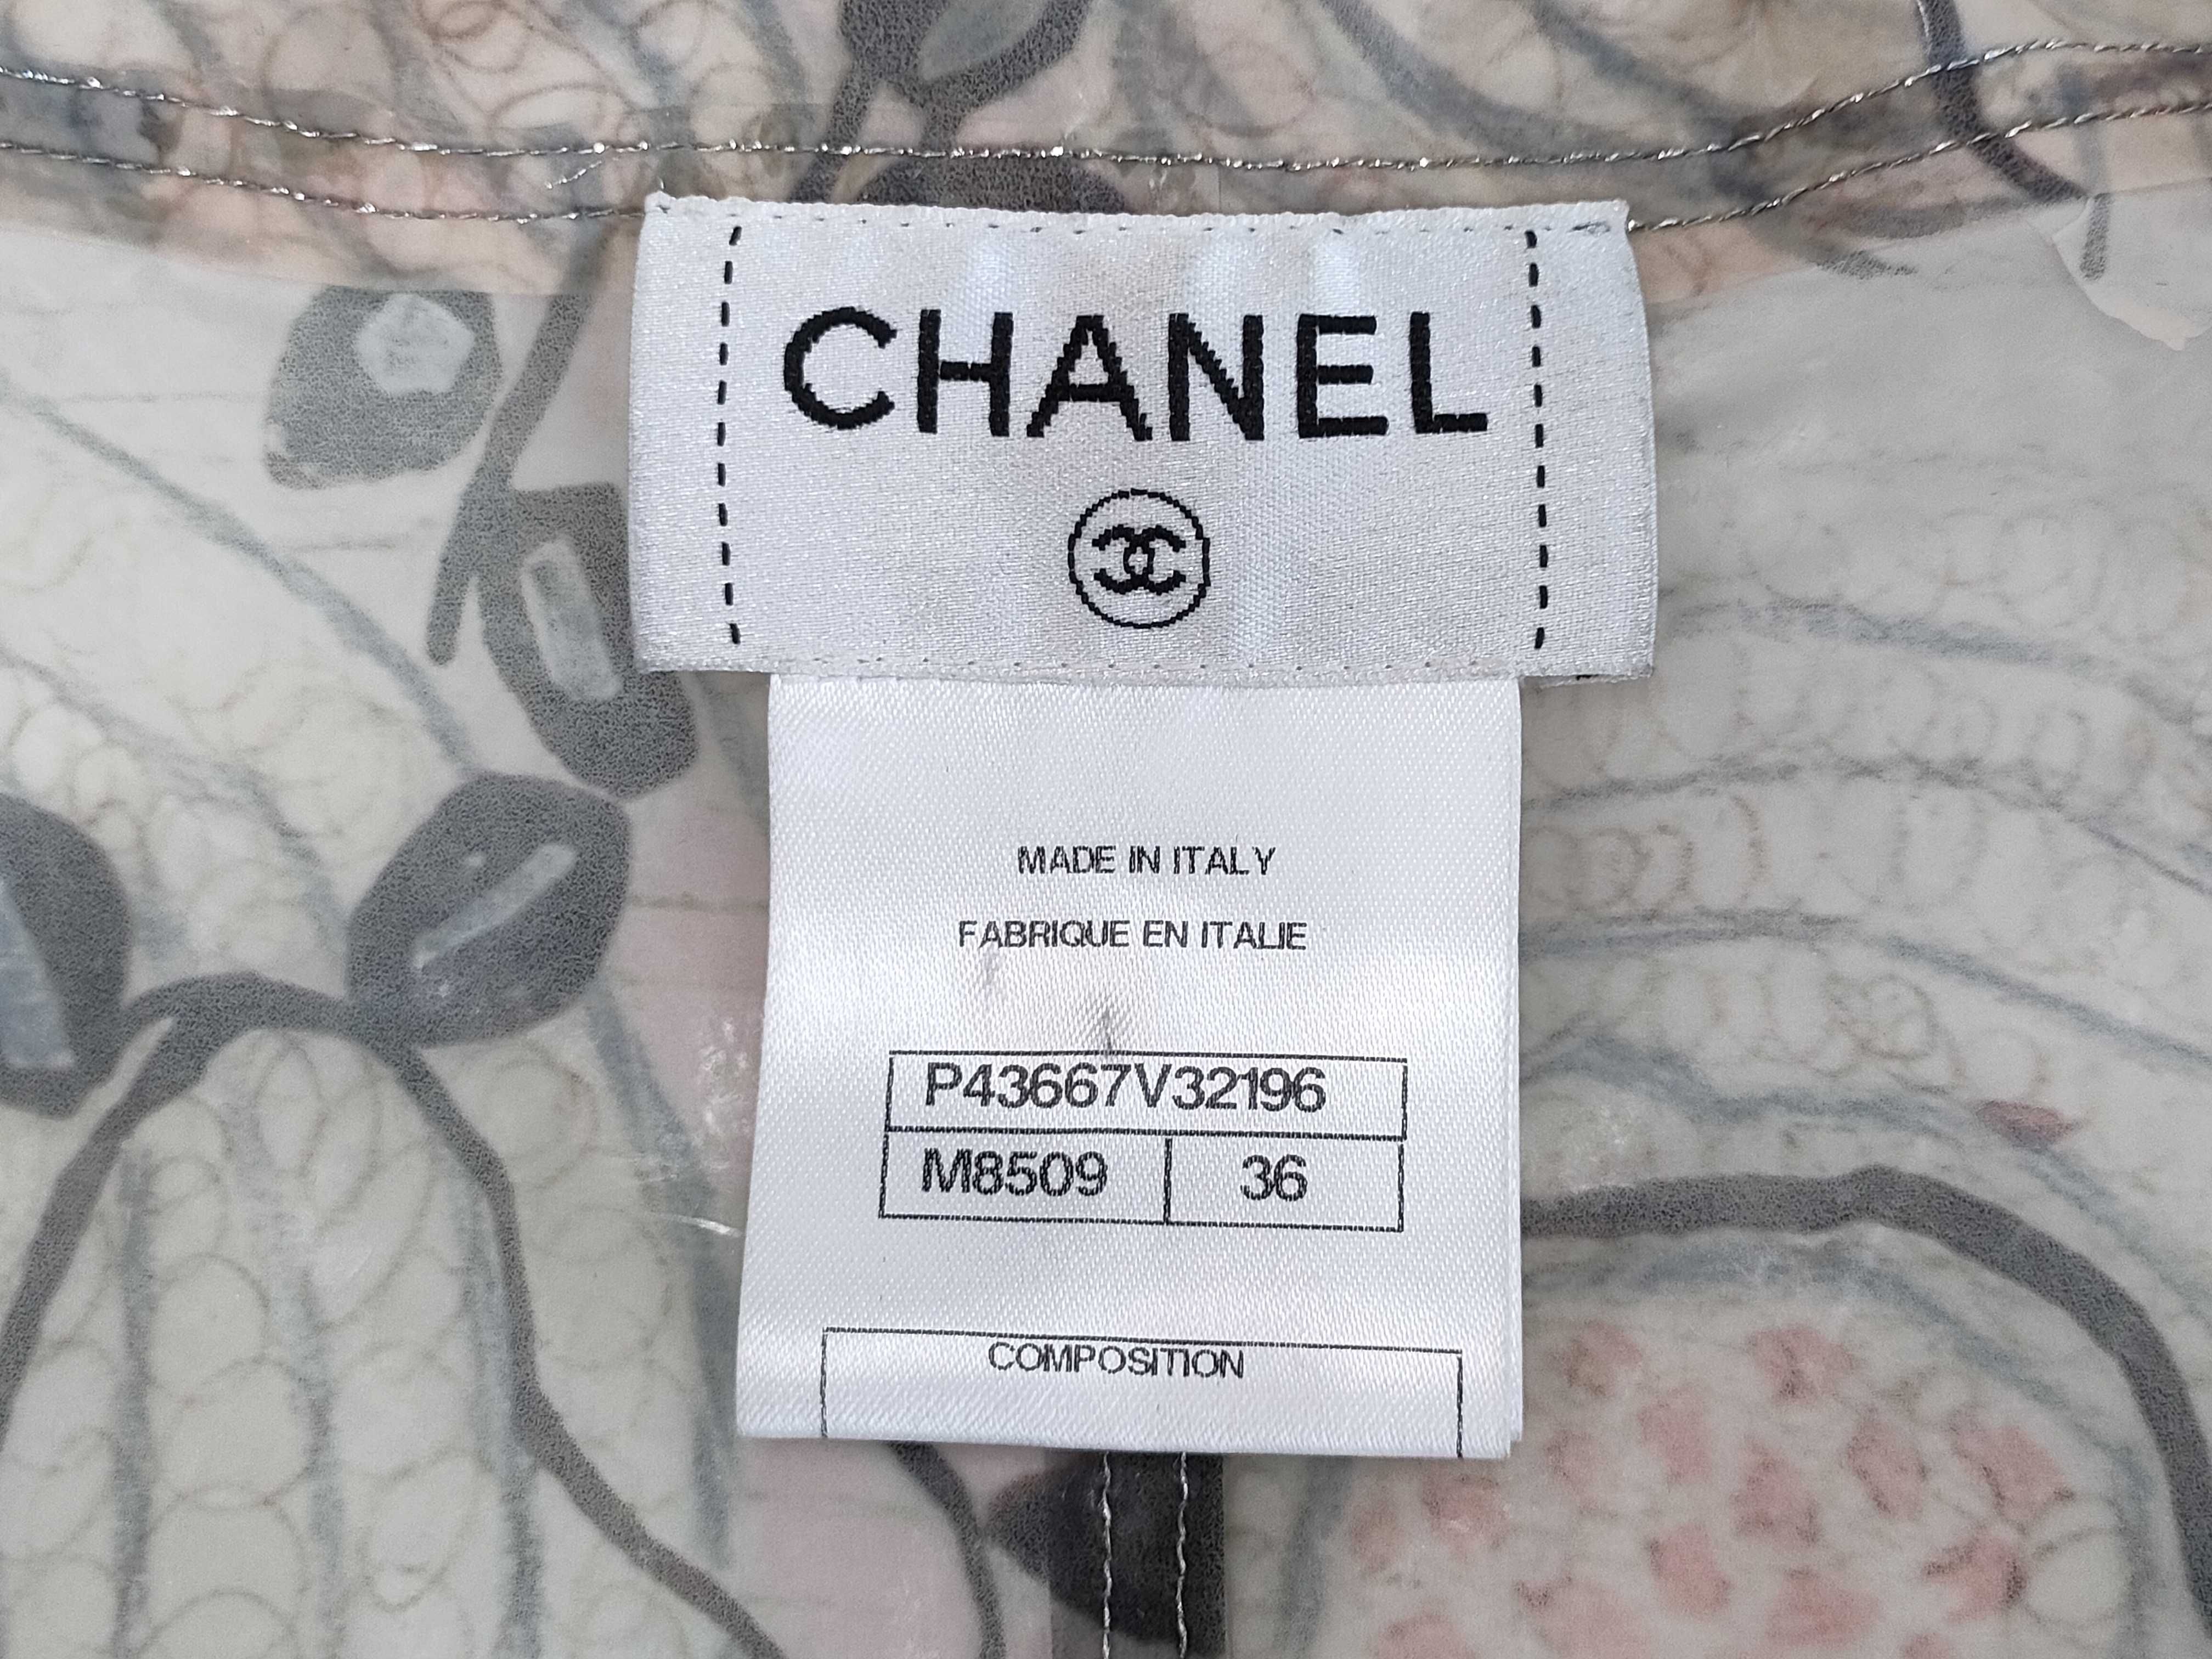 CHANEL
MADE IN ITALY
FABRIQUE EN ITALIE
P43667V32196
M8509 36
COMPOSITION